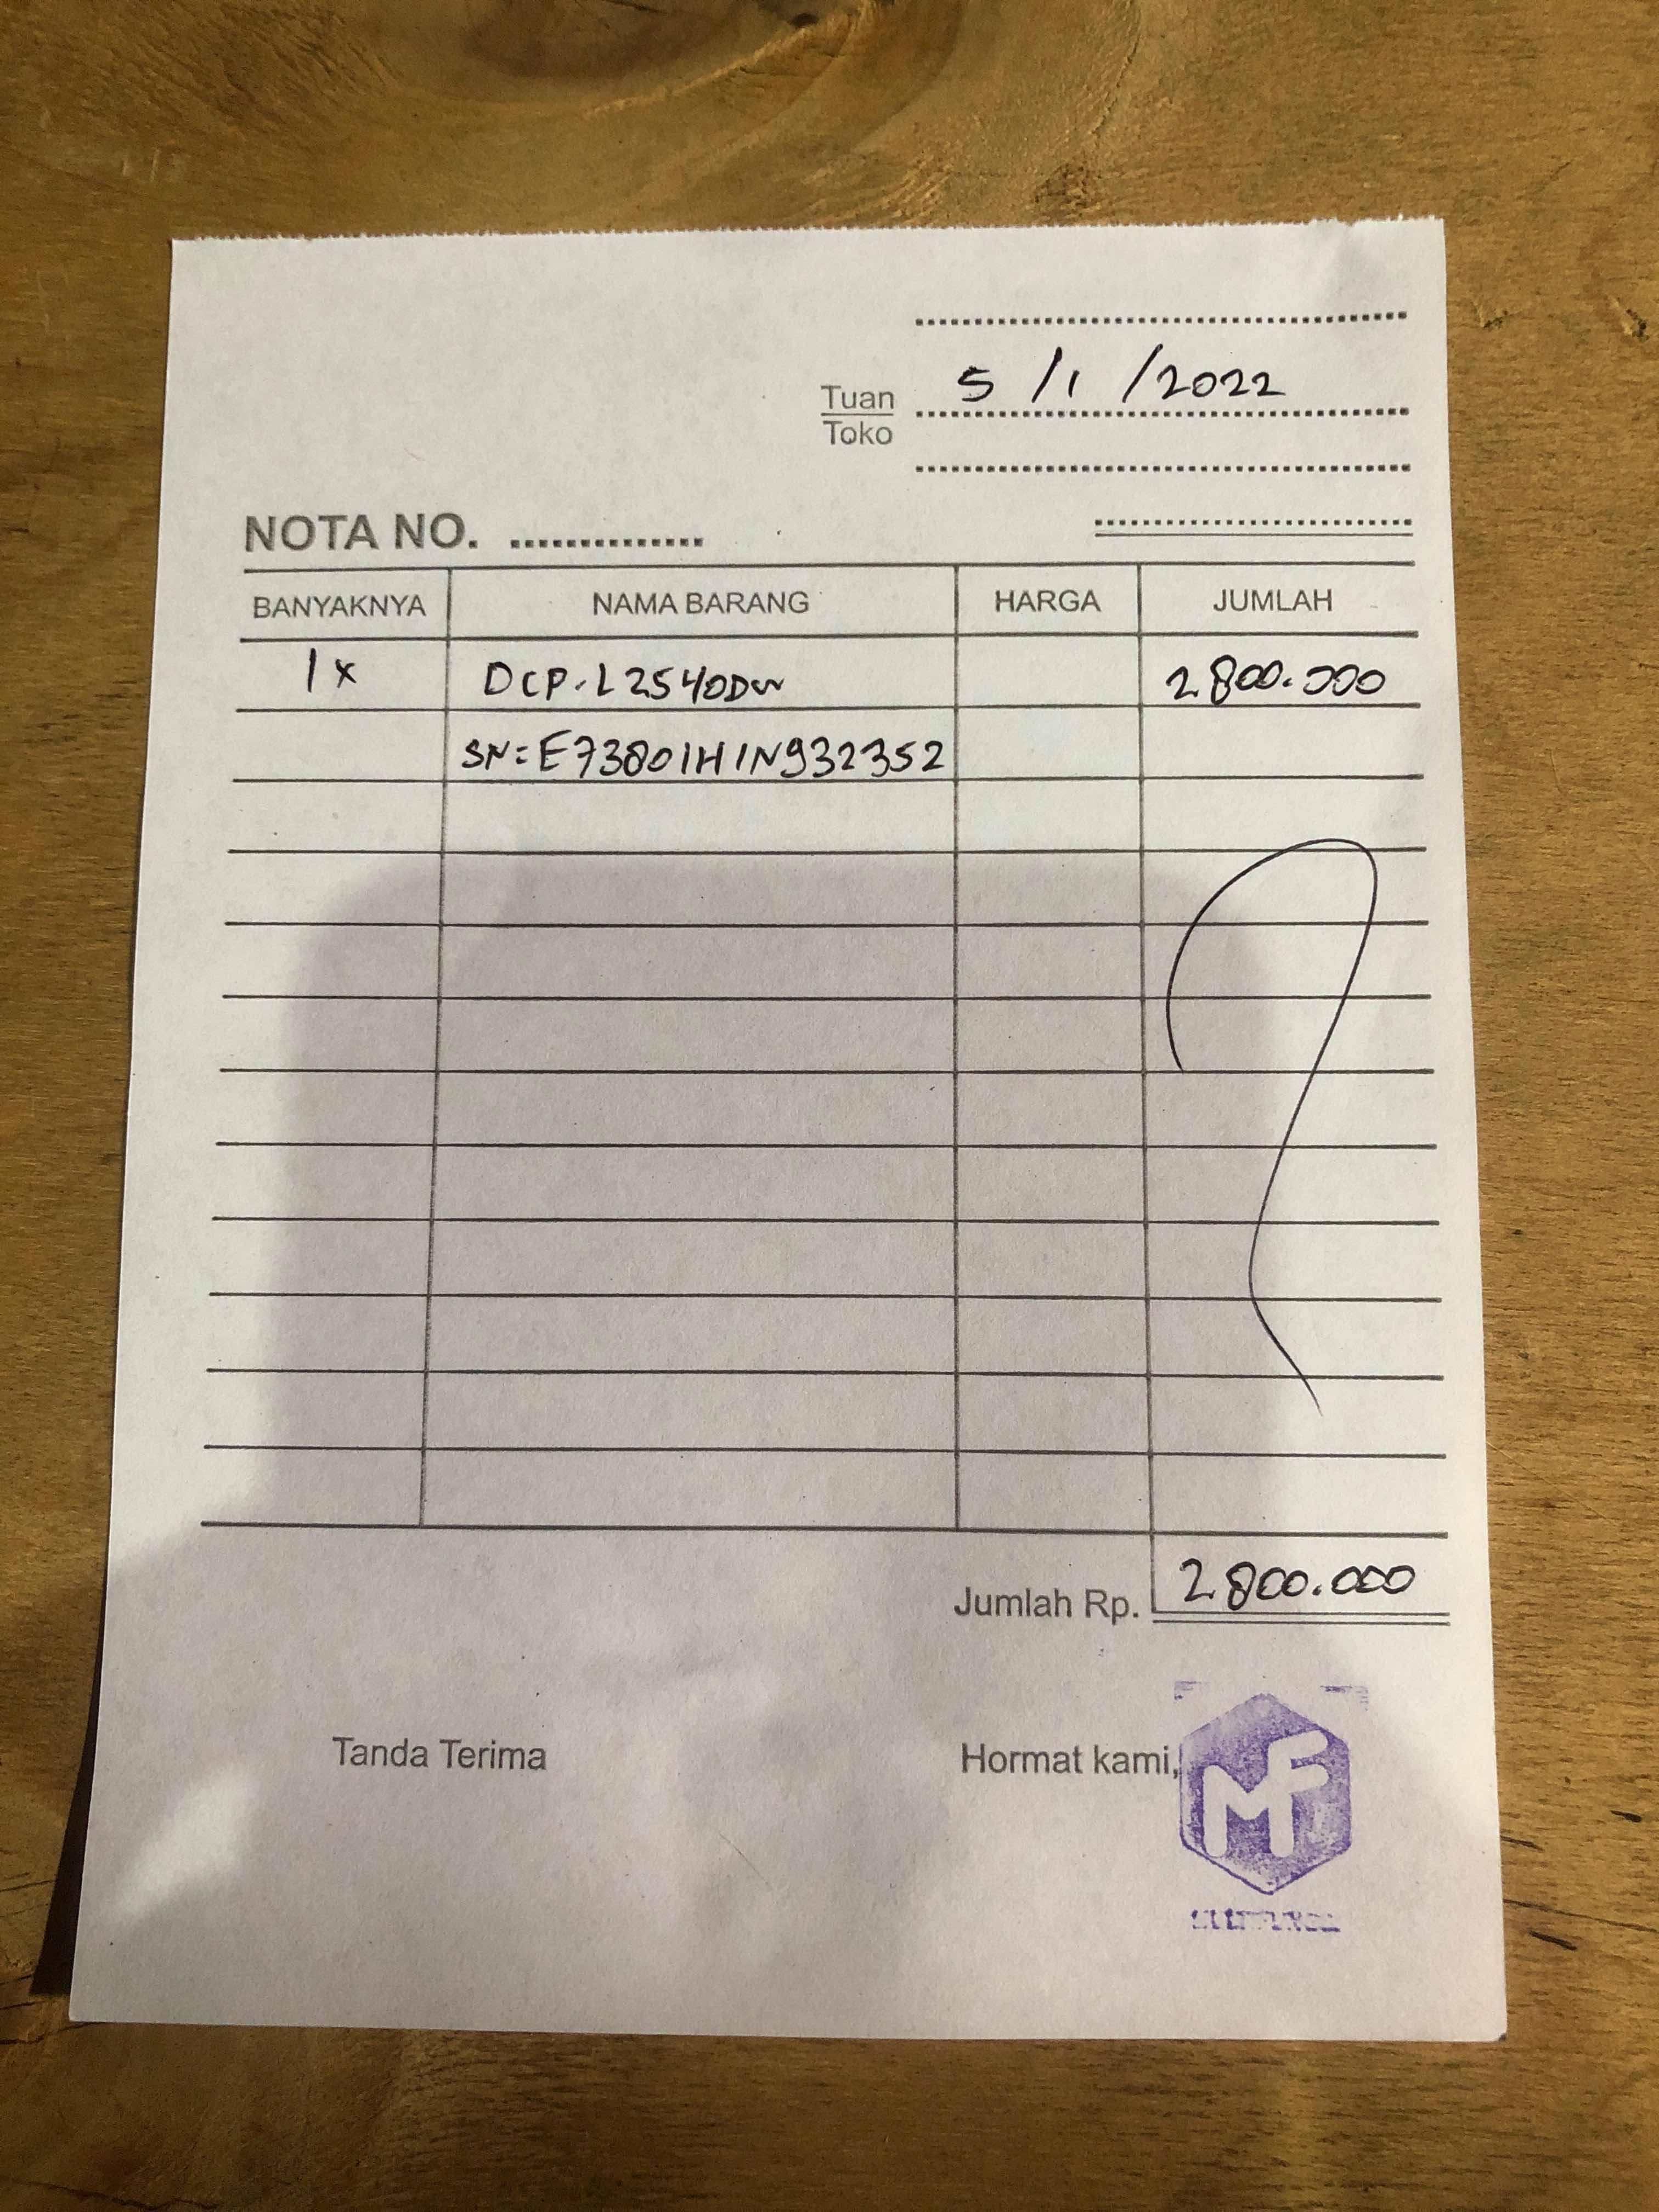 5 /1 /2022
Tuan
Toko
NOTA NO. ..............
BANYAKNYA NAMA BARANG HARGA JUMLAH
1 x DCP-L2540DW 2.800.000
SN: E73801H1N932352
Jumlah Rp. 2.800.000
Tanda Terima Hormat kami,
MF